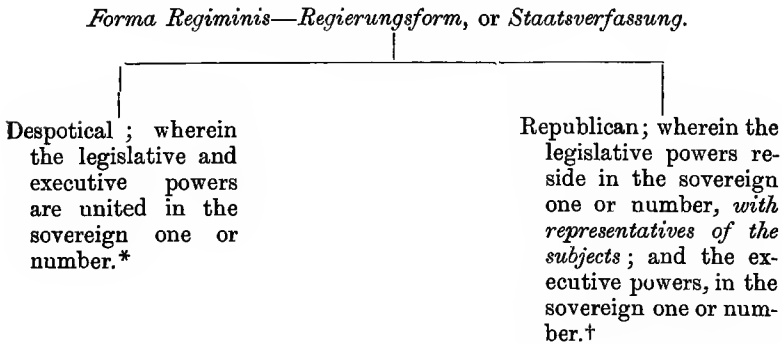 Forma Regiminis—Regierungsform, or Staatsverfassung.
Despotical ; wherein
the legislative and
executive powers
are united in the
sovereign one or
number.*
Republican; wherein the
legislative powers re-
side in the sovereign
one or number, with
representatives of the
subjects ; and the ex-
ecutive powers, in the
sovereign one or num-
ber.†